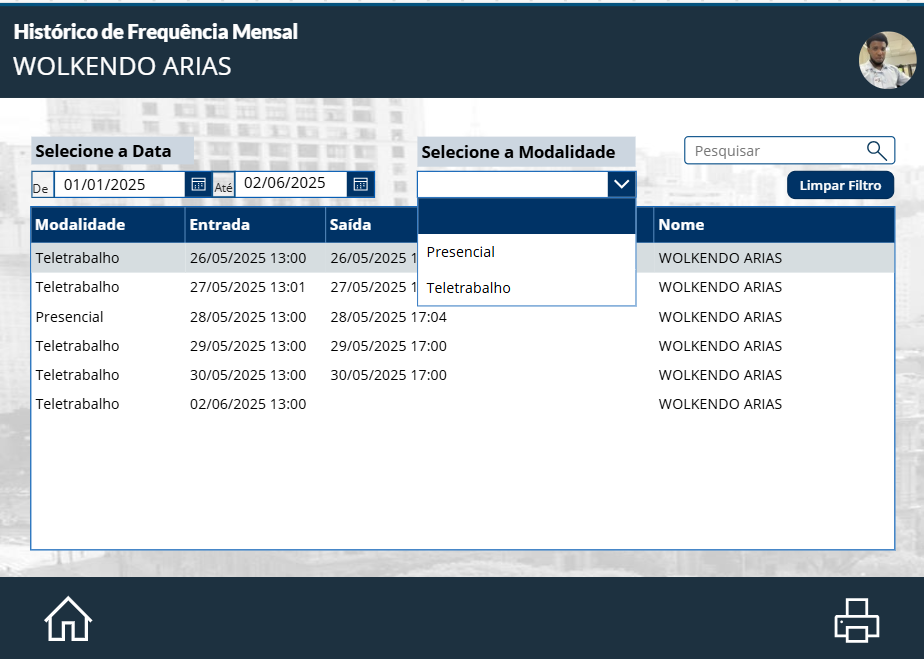 Histórico de Frequência Mensal
WOLKENDO ARIAS
Selecione a Data
Selecione a Modalidade
Pesquisar
De 01/01/2025 Até 02/06/2025
Limpar Filtro
Presencial
Teletrabalho
Modalidade Entrada Saída Nome
Teletrabalho 26/05/2025 13:00 26/05/2025 1 WOLKENDO ARIAS
Teletrabalho 27/05/2025 13:01 27/05/2025 1 WOLKENDO ARIAS
Presencial 28/05/2025 13:00 28/05/2025 17:04 WOLKENDO ARIAS
Teletrabalho 29/05/2025 13:00 29/05/2025 17:00 WOLKENDO ARIAS
Teletrabalho 30/05/2025 13:00 30/05/2025 17:00 WOLKENDO ARIAS
Teletrabalho 02/06/2025 13:00 WOLKENDO ARIAS